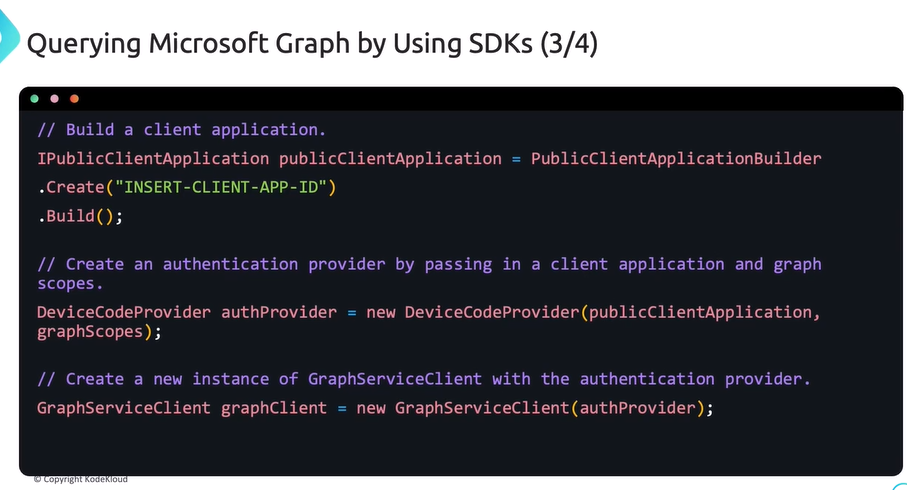 Querying Microsoft Graph by Using SDKs (3/4)
// Build a client application.
IPublicClientApplication publicClientApplication = PublicClientApplicationBuilder
.Create("INSERT-CLIENT-APP-ID")
.Build();
// Create an authentication provider by passing in a client application and graph
scopes.
DeviceCodeProvider authProvider = new DeviceCodeProvider(publicClientApplication,
graphScopes);
// Create a new instance of GraphServiceClient with the authentication provider.
GraphServiceClient graphClient = new GraphServiceClient(authProvider);
© Copyright KodeKloud